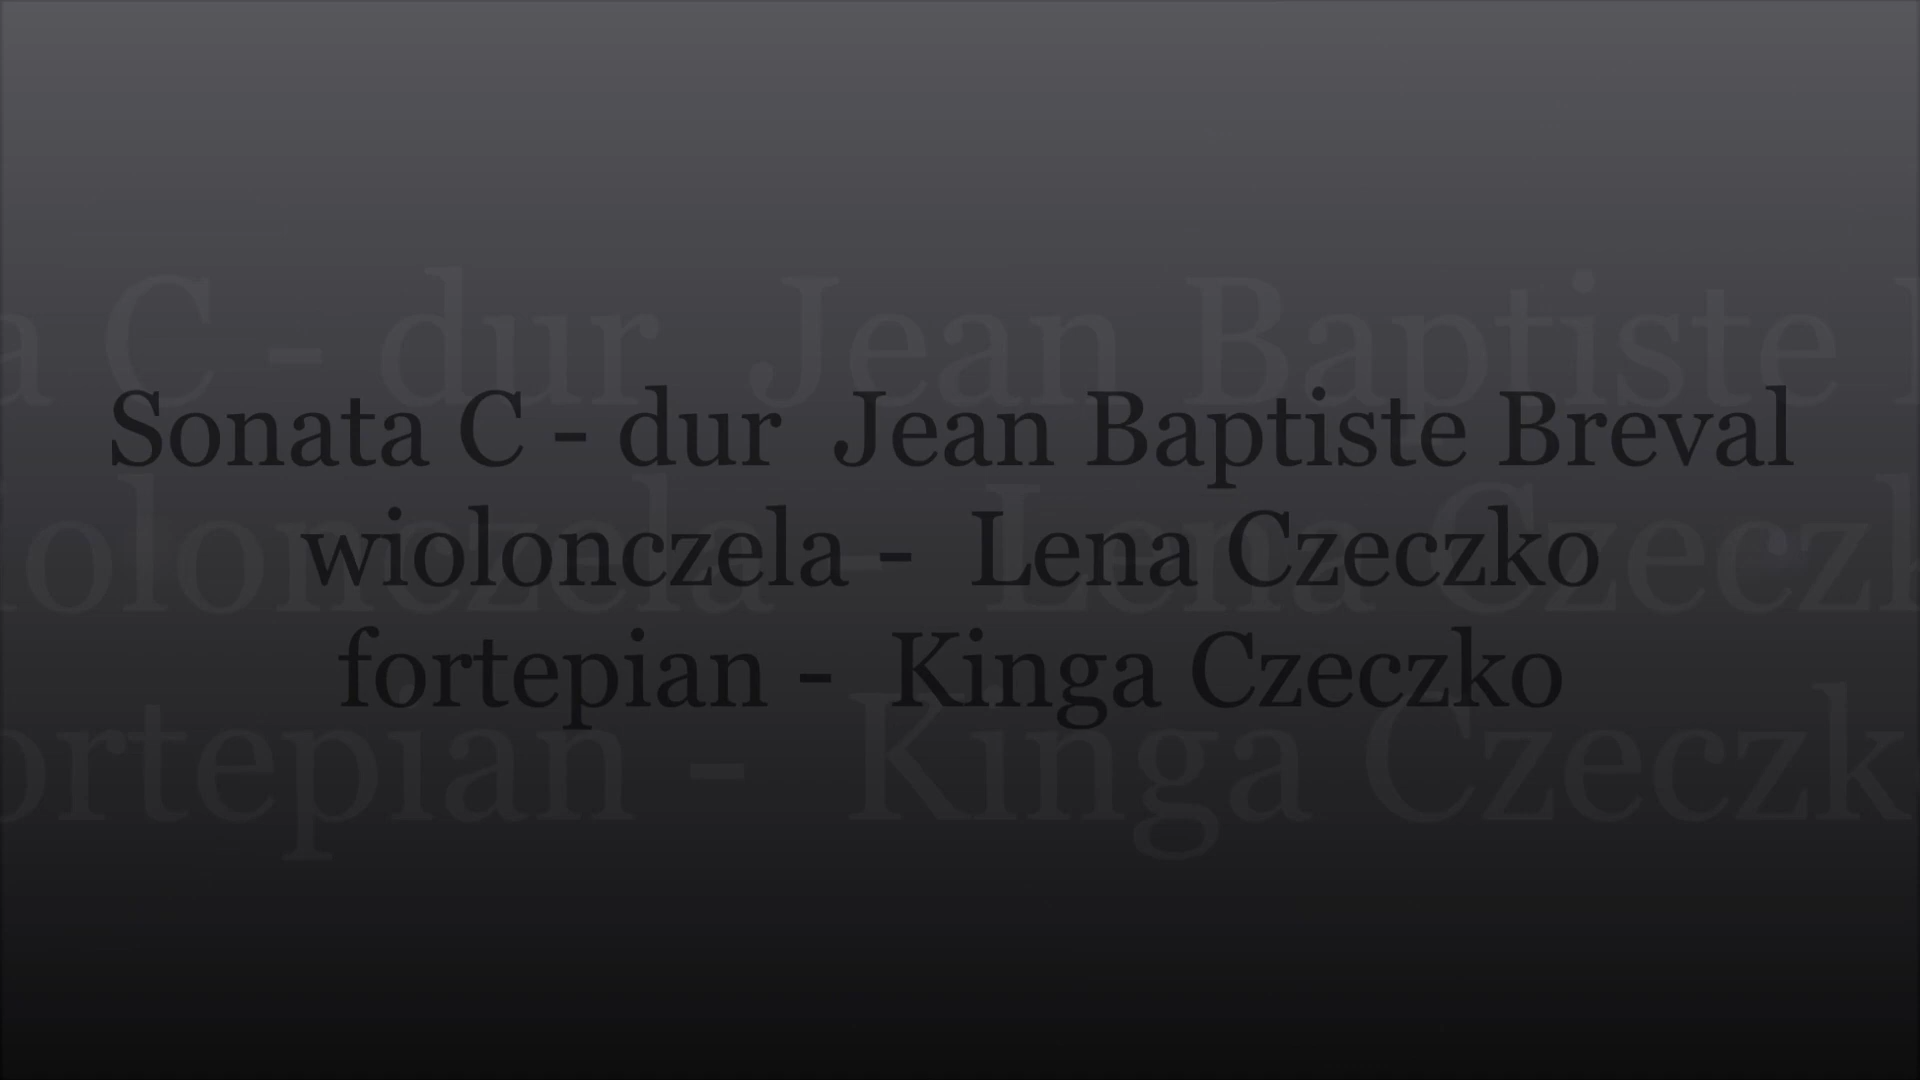 Sonata C - dur  Jean Baptiste Breval
wiolonczela -  Lena Czeczko
fortepian -  Kinga Czeczko